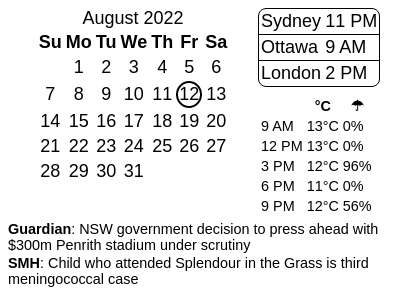 August 2022
Su Mo Tu We Th Fr Sa
1 2 3 4 5 6
7 8 9 10 11 12 13
14 15 16 17 18 19 20
21 22 23 24 25 26 27
28 29 30 31
Sydney 11 PM
Ottawa 9 AM
London 2 PM
°C ☂
9 AM 13°C 0%
12 PM 13°C 0%
3 PM 12°C 96%
6 PM 11°C 0%
9 PM 12°C 56%
Guardian: NSW government decision to press ahead with
$300m Penrith stadium under scrutiny
SMH: Child who attended Splendour in the Grass is third
meningococcal case